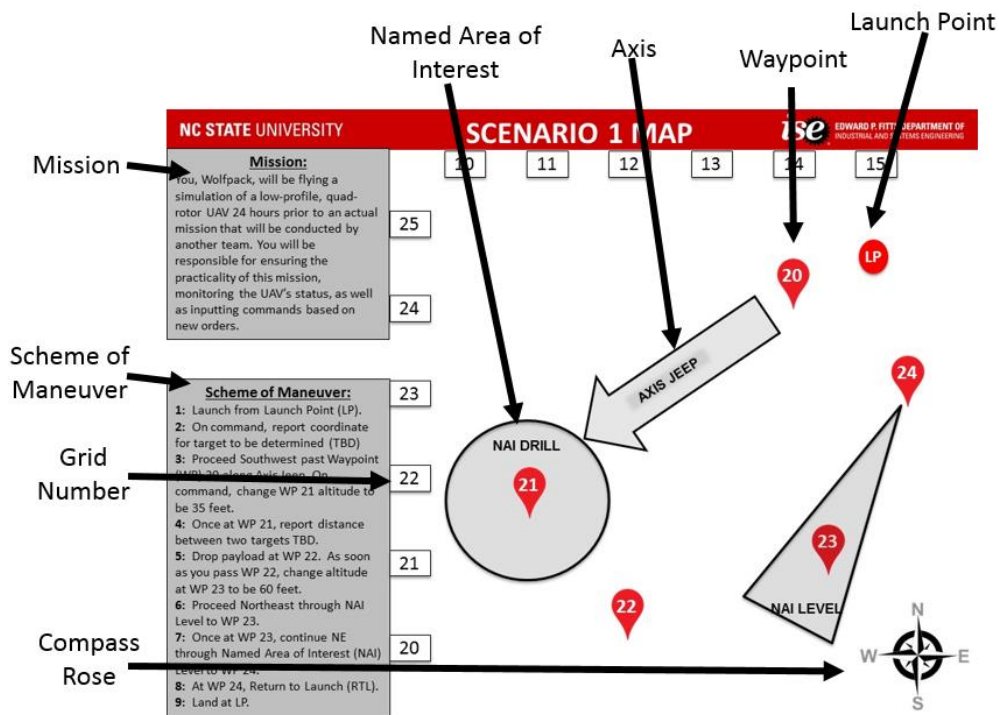 Named Area of
Interest
Axis
Waypoint
Launch Point
NC STATE UNIVERSITY
SCENARIO 1 MAP
ise
EDWARD P. FITTS DEPARTMENT OF
INDUSTRIAL AND SYSTEMS ENGINEERING
10
11
12
13
14
15
Mission
Mission:
You, Wolfpack, will be flying a
simulation of a low-profile, quad-
rotor UAV 24 hours prior to an actual
mission that will be conducted by
another team. You will be
responsible for ensuring the
practicality of this mission,
monitoring the UAV's status, as well
as inputting commands based on
new orders.
25
24
LP
20
AXIS JEEP
24
Scheme of
Maneuver
23
Scheme of Maneuver:
1: Launch from Launch Point (LP).
2: On command, report coordinate
for target to be determined (TBD)
3: Proceed Southwest past Waypoint
(WP) 20 along Axis Jeep. On
command, change WP 21 altitude to
be 35 feet.
4: Once at WP 21, report distance
between two targets TBD.
5: Drop payload at WP 22. As soon
as you pass WP 22, change altitude
at WP 23 to be 60 feet.
6: Proceed Northeast through NAI
Level to WP 23.
7: Once at WP 23, continue NE
through Named Area of Interest (NAI)
Level to WP 24.
8: At WP 24, Return to Launch (RTL).
9: Land at LP.
Grid
Number
22
21
20
NAI DRILL
21
22
23
NAI LEVEL
Compass
Rose
N
W
E
S